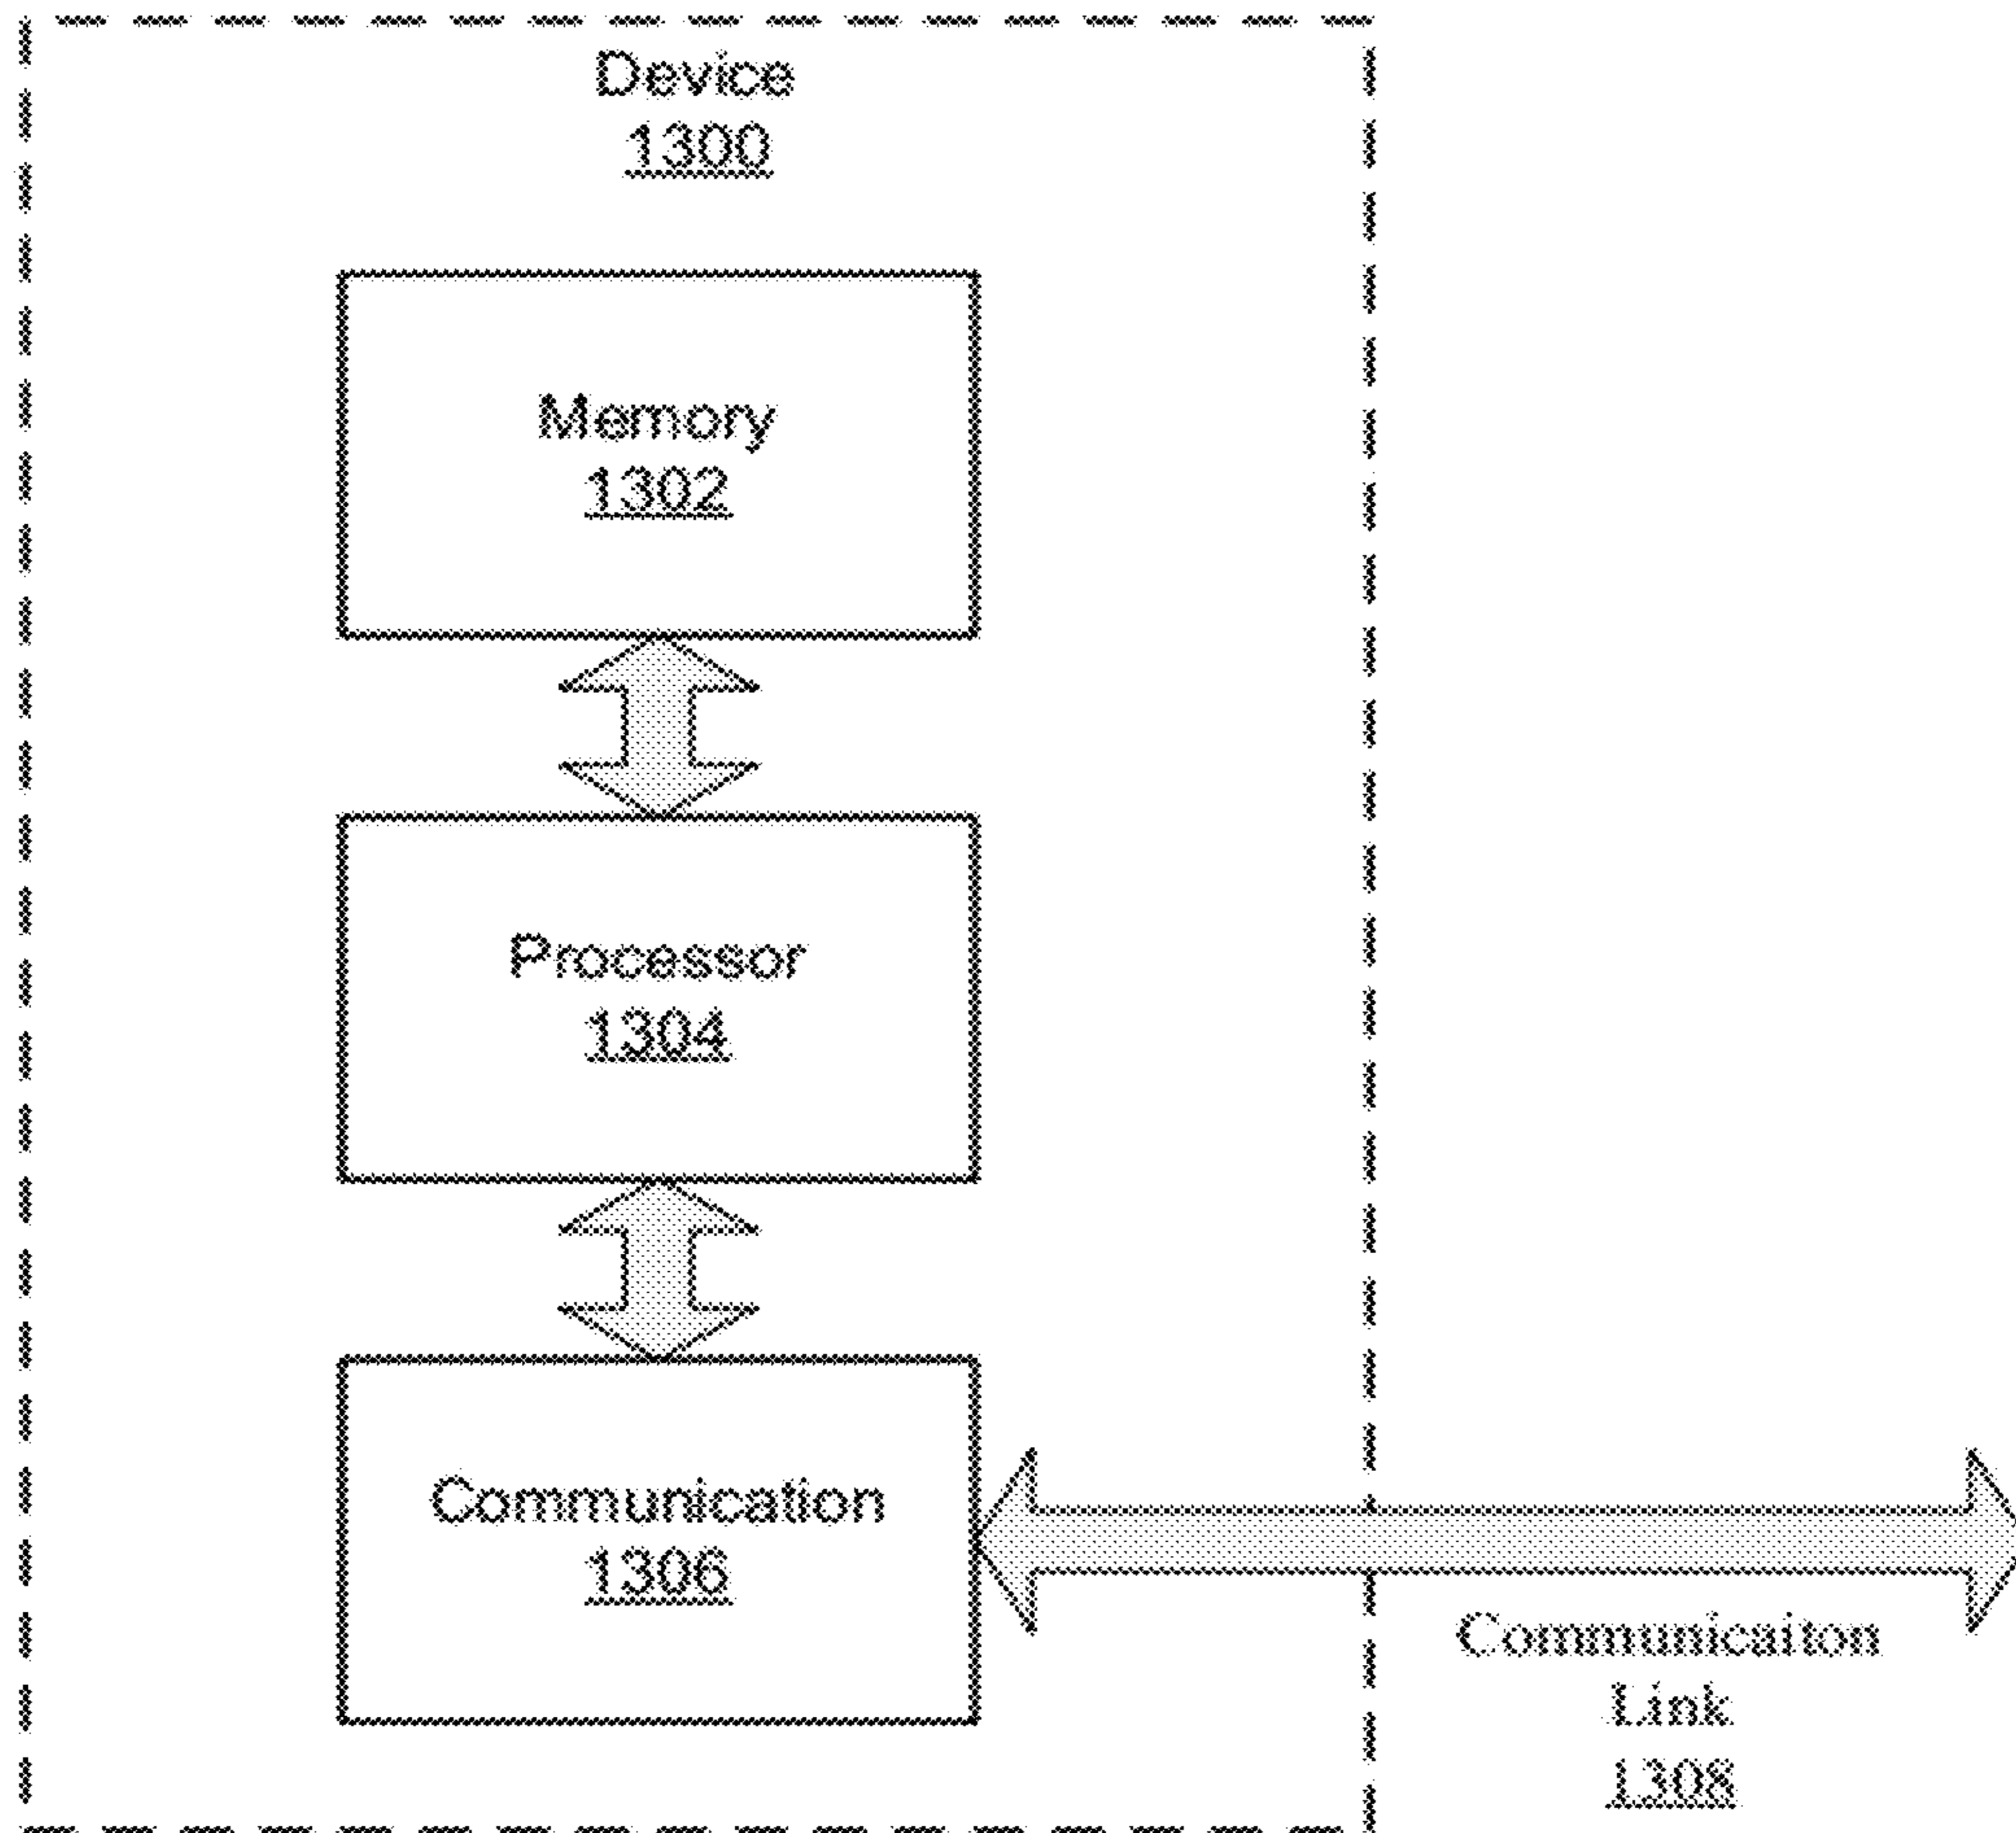 Device
1300
Memory
1302
Processor
1304
Communication
1306
Communicaiton
Link
1308